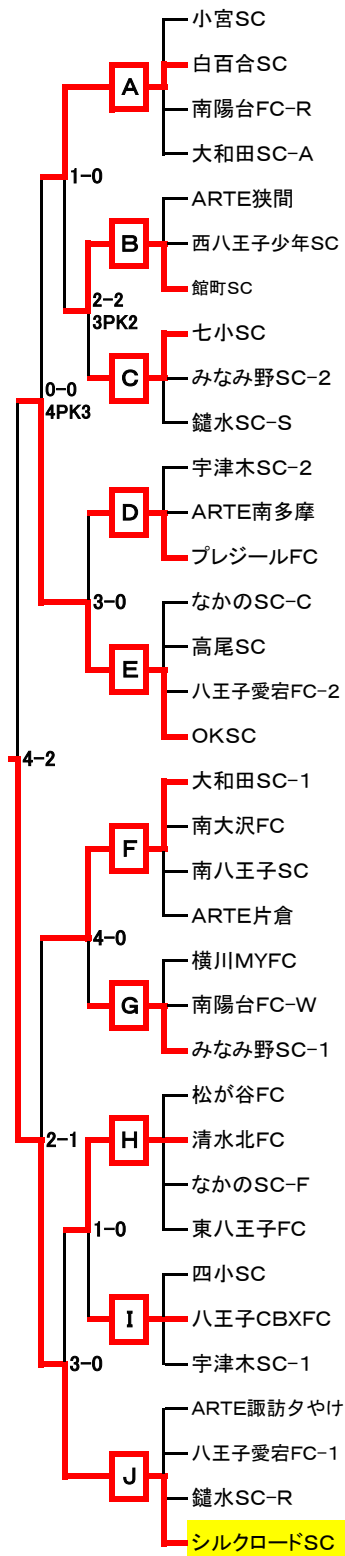 小宮SC
白百合SC
A
南陽台FC-R
大和田SC-A
1-0
ARTE狭間
B
西八王子少年SC
館町SC
2-2
3PK2
七小SC
C
みなみ野SC-2
鑓水SC-S
0-0
4PK3
宇津木SC-2
D
ARTE南多摩
プレジールFC
3-0
なかのSC-C
高尾SC
E
八王子愛宕FC-2
OKSC
4-2
大和田SC-1
南大沢FC
F
南八王子SC
ARTE片倉
4-0
横川MYFC
G
南陽台FC-W
みなみ野SC-1
2-1
松が谷FC
H
清水北FC
なかのSC-F
東八王子FC
1-0
四小SC
I
八王子CBXFC
宇津木SC-1
3-0
ARTE諏訪夕やけ
八王子愛宕FC-1
J
鑓水SC-R
シルクロードSC